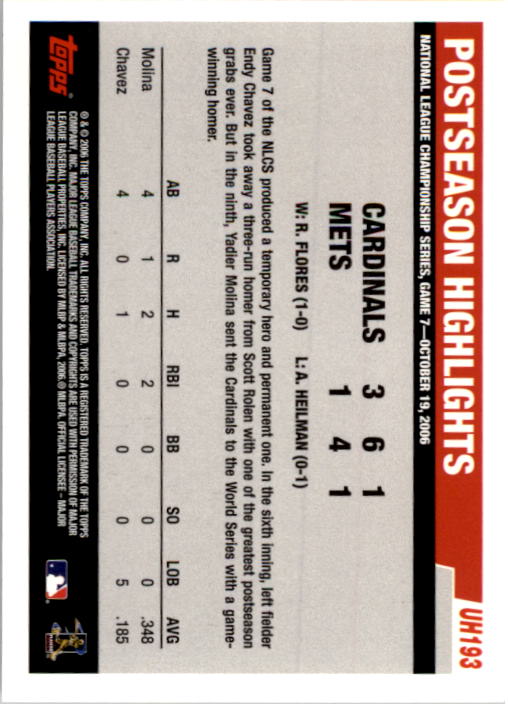 POSTSEASON HIGHLIGHTS
UH193
NATIONAL LEAGUE CHAMPIONSHIP SERIES, GAME 7—OCTOBER 19, 2006
CARDINALS 3 6 1
METS 1 4 1
W: R. FLORES (1-0) L: A. HEILMAN (0-1)
Game 7 of the NLCS produced a temporary hero and permanent one. In the sixth inning, left fielder
Endy Chavez took away a three-run homer from Scott Rolen with one of the greatest postseason
grabs ever. But in the ninth, Yadier Molina sent the Cardinals to the World Series with a game-
winning homer.
AB R H RBI BB SO LOB AVG
Molina 4 1 2 2 0 0 0 .348
Chavez 4 0 1 0 0 0 5 .185
topps®
® & © 2006 THE TOPPS COMPANY, INC. ALL RIGHTS RESERVED. TOPPS IS A REGISTERED TRADEMARK OF THE TOPPS
COMPANY, INC. MAJOR LEAGUE BASEBALL TRADEMARKS AND COPYRIGHTS ARE USED WITH PERMISSION OF MAJOR
LEAGUE BASEBALL PROPERTIES, INC. LICENSED BY MLBP & MLBPA, 2006.© MLBPA. OFFICIAL LICENSEE – MAJOR
LEAGUE BASEBALL PLAYERS ASSOCIATION.